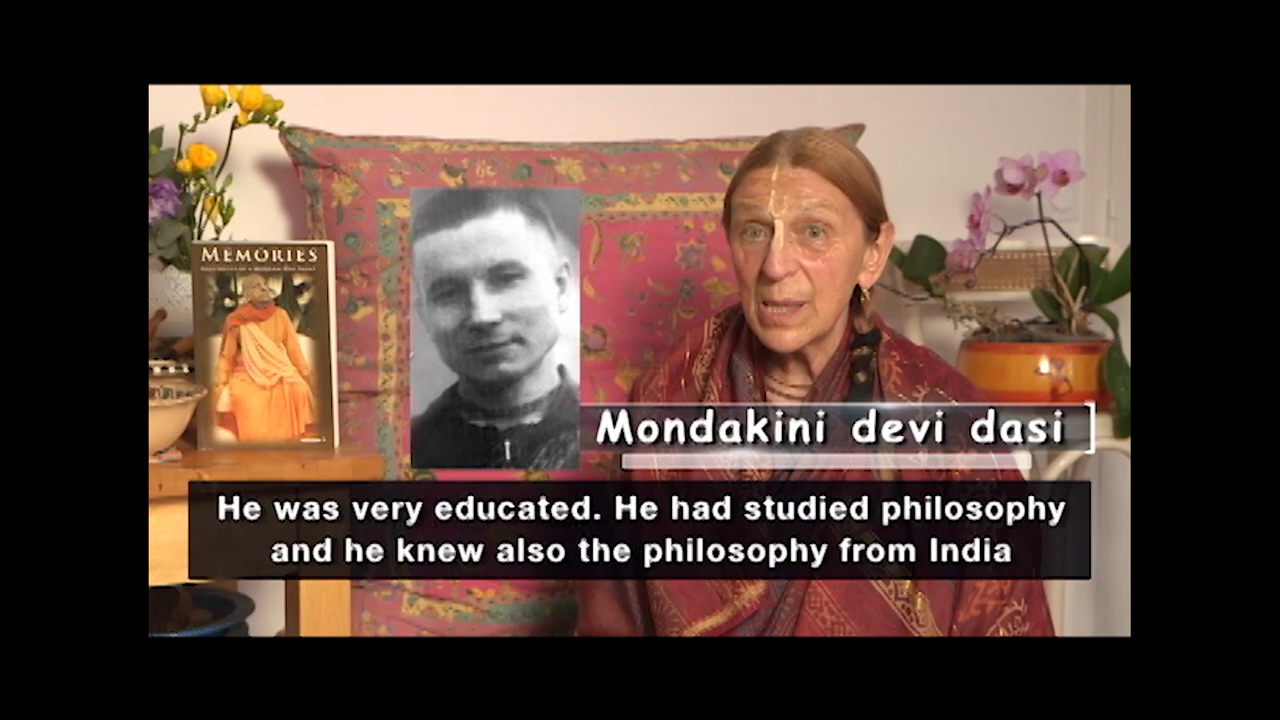 MEMORIES
Mondakini devi dasi
He was very educated. He had studied philosophy
and he knew also the philosophy from India